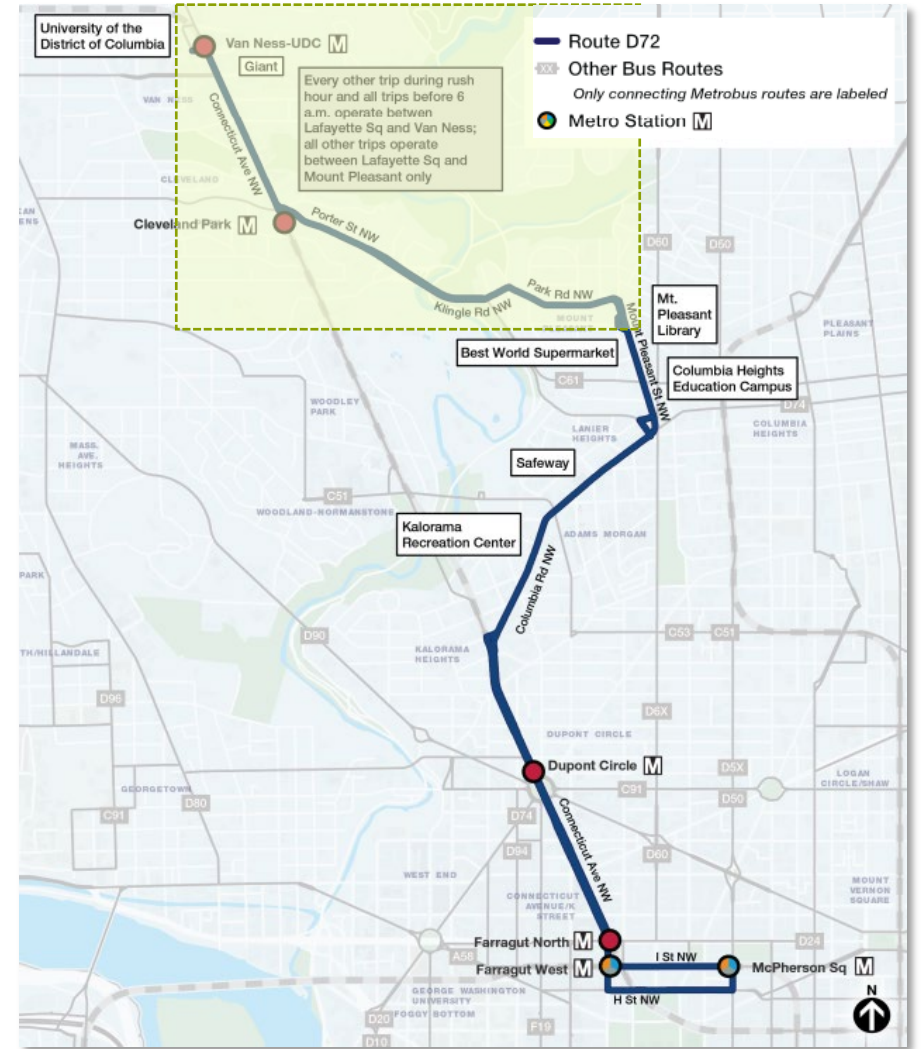 University of the
District of Columbia
Van Ness-UDC M
Giant
Every other trip during rush
hour and all trips before 6
a.m. operate betwen
Lafayette Sq and Van Ness;
all other trips operate
between Lafayette Sq and
Mount Pleasant only
Route D72
XX Other Bus Routes
Only connecting Metrobus routes are labeled
Metro Station M
VAN NESS
Connecticut Ave NW
CLEVELAND
Cleveland Park M
Porter St NW
D60
D50
Klingle Rd NW
Park Rd NW
MOUNT
Mount Pleasant St NW
Mt.
Pleasant
Library
PLEASANT
PLAINS
Best World Supermarket
Columbia Heights
Education Campus
C61
D74
WOODLEY
PARK
LANIER
HEIGHTS
COLUMBIA
HEIGHTS
MASS.
AVE.
HEIGHTS
Safeway
C51
WOODLAND-NORMANSTONE
Kalorama
Recreation Center
ADAMS MORGAN
PARK
Columbia Rd NW
D90
C53
C51
TH/HILLANDALE
KALORAMA
HEIGHTS
D96
D6X
DUPONT CIRCLE
Dupont Circle M
D5X
LOGAN
CIRCLE/SHAW
GEORGETOWN
D80
C91
C91
D50
D74
Connecticut Ave NW
D94
D60
WEST END
MOUNT
VERNON
SQUARE
CONNECTICUT
AVENUE/K
STREET
Farragut North M
D24
A58
I St NW
Farragut West M
McPherson Sq M
GEORGE WASHINGTON
UNIVERSITY
H St NW
N
FOGGY BOTTOM
D20
F19
D10